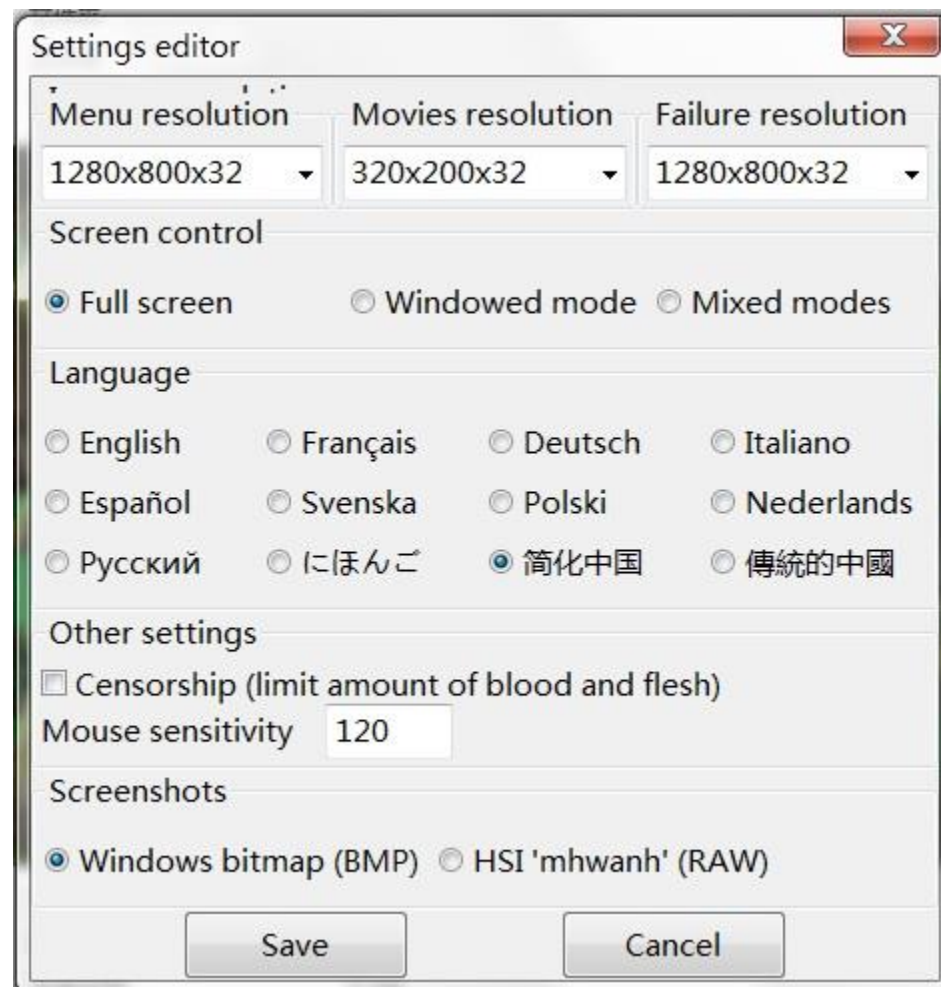 Settings editor
Menu resolution Movies resolution Failure resolution
1280x800x32 320x200x32 1280x800x32
Screen control
Full screen Windowed mode Mixed modes
Language
English Français Deutsch Italiano
Español Svenska Polski Nederlands
Русский にほんご 简化中国 傳統的中國
Other settings
Censorship (limit amount of blood and flesh)
Mouse sensitivity 120
Screenshots
Windows bitmap (BMP) HSI 'mhwanh' (RAW)
Save Cancel